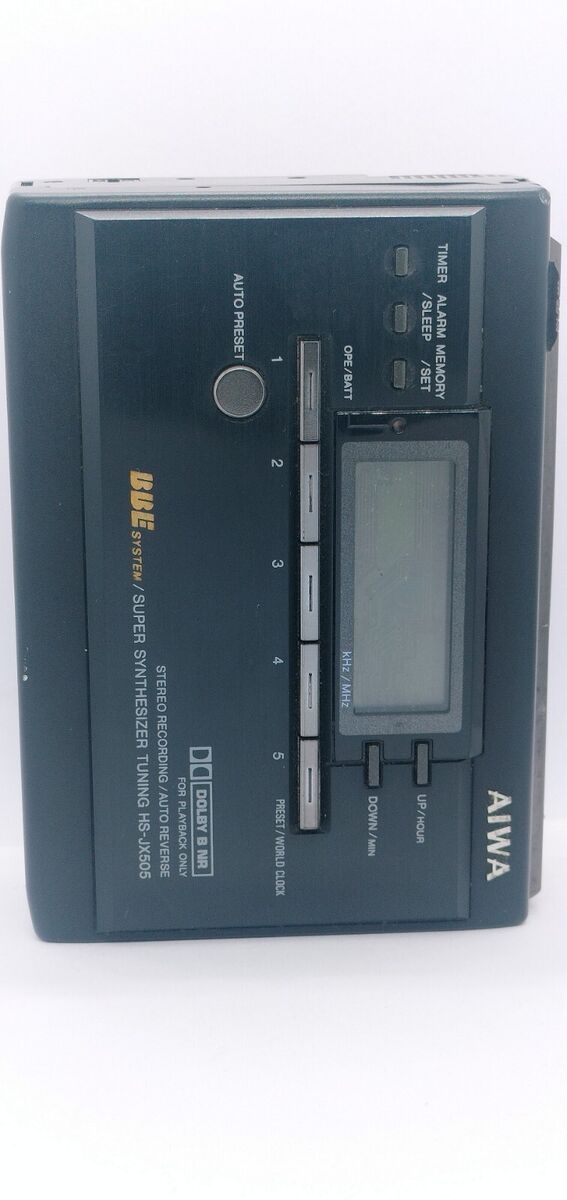 AIWA
TIMER
ALARM
/SLEEP
MEMORY
/SET
UP/HOUR
OPE/BATT
kHz/MHz
DOWN/MIN
1
2
3
4
5
PRESET/WORLD CLOCK
AUTO PRESET
DOLBY B NR
FOR PLAYBACK ONLY
STEREO RECORDING/AUTO REVERSE
BBE SYSTEM/SUPER SYNTHESIZER TUNING HS-JX505